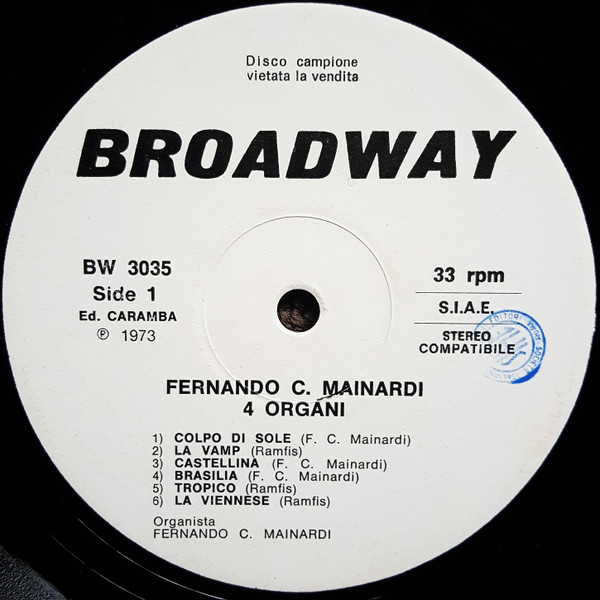 Disco campione
vietata la vendita
BROADWAY
BW 3035
Side 1
Ed. CARAMBA
℗ 1973
33 rpm
S.I.A.E.
STEREO
COMPATIBILE
FERNANDO C. MAINARDI
4 ORGANI
1) COLPO DI SOLE (F. C. Mainardi)
2) LA VAMP (Ramfis)
3) CASTELLINA (F. C. Mainardi)
4) BRASILIA (F. C. Mainardi)
5) TROPICO (Ramfis)
6) LA VIENNESE (Ramfis)
Organista
FERNANDO C. MAINARDI